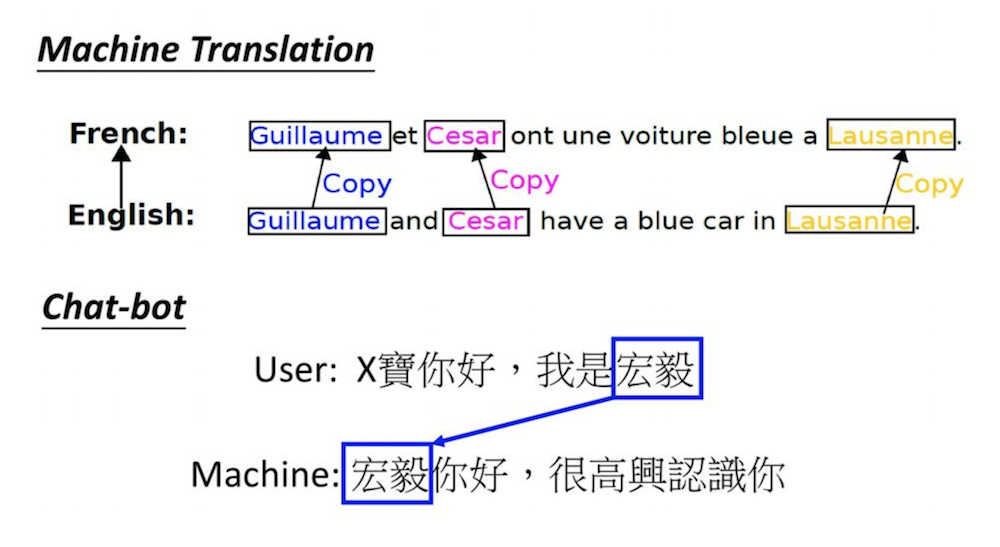 Machine Translation
French: Guillaume et Cesar ont une voiture bleue a Lausanne.
Copy Copy Copy
English: Guillaume and Cesar have a blue car in Lausanne.
Chat-bot
User: X寶你好，我是宏毅
Machine: 宏毅你好，很高興認識你